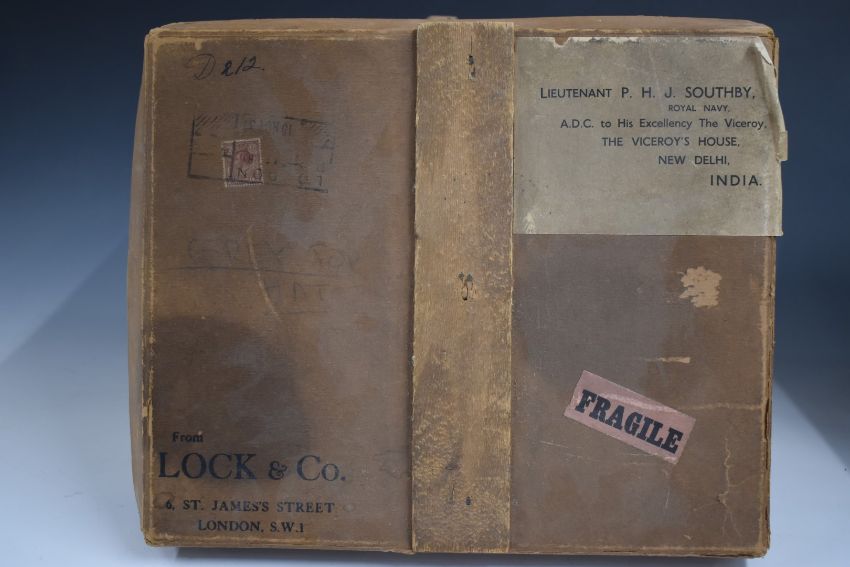 D 212.
LIEUTENANT P. H. J. SOUTHBY,
ROYAL NAVY,
A.D.C. to His Excellency The Viceroy,
THE VICEROY'S HOUSE,
NEW DELHI,
INDIA.
FRAGILE
From
LOCK & Co.
6, ST. JAMES'S STREET
LONDON, S.W.1